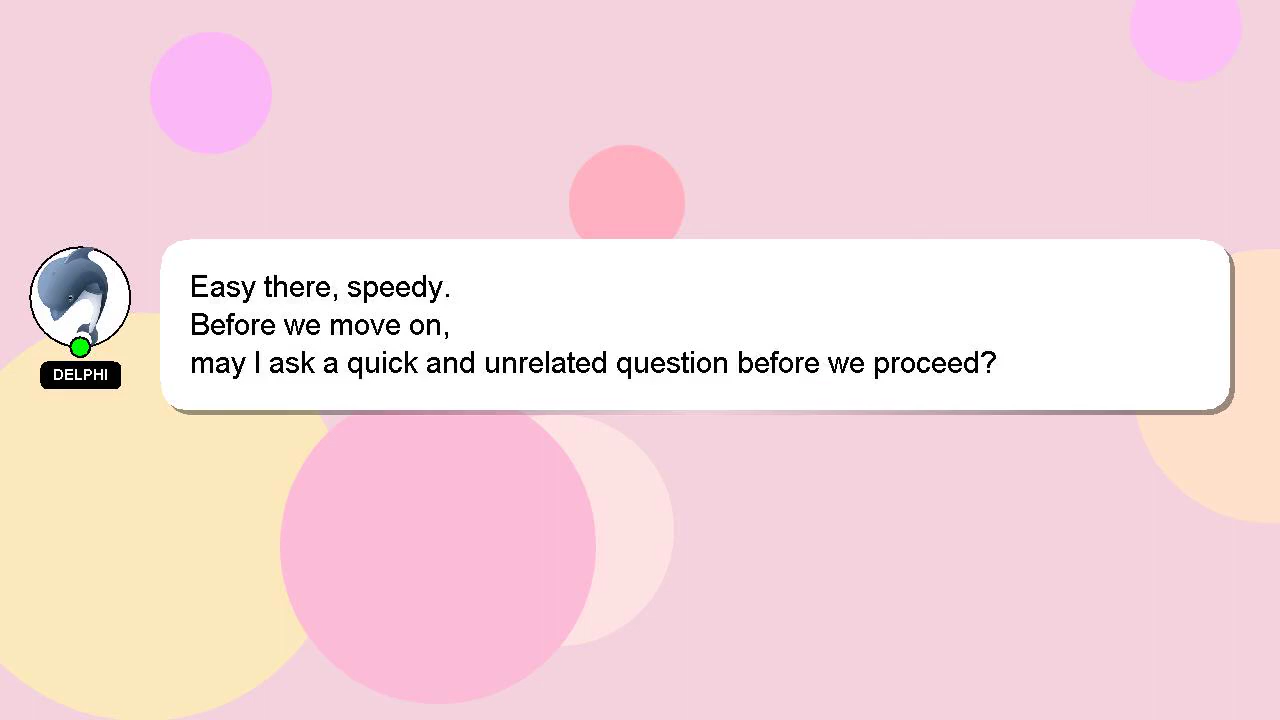 Easy there, speedy.
Before we move on,
may I ask a quick and unrelated question before we proceed?
DELPHI